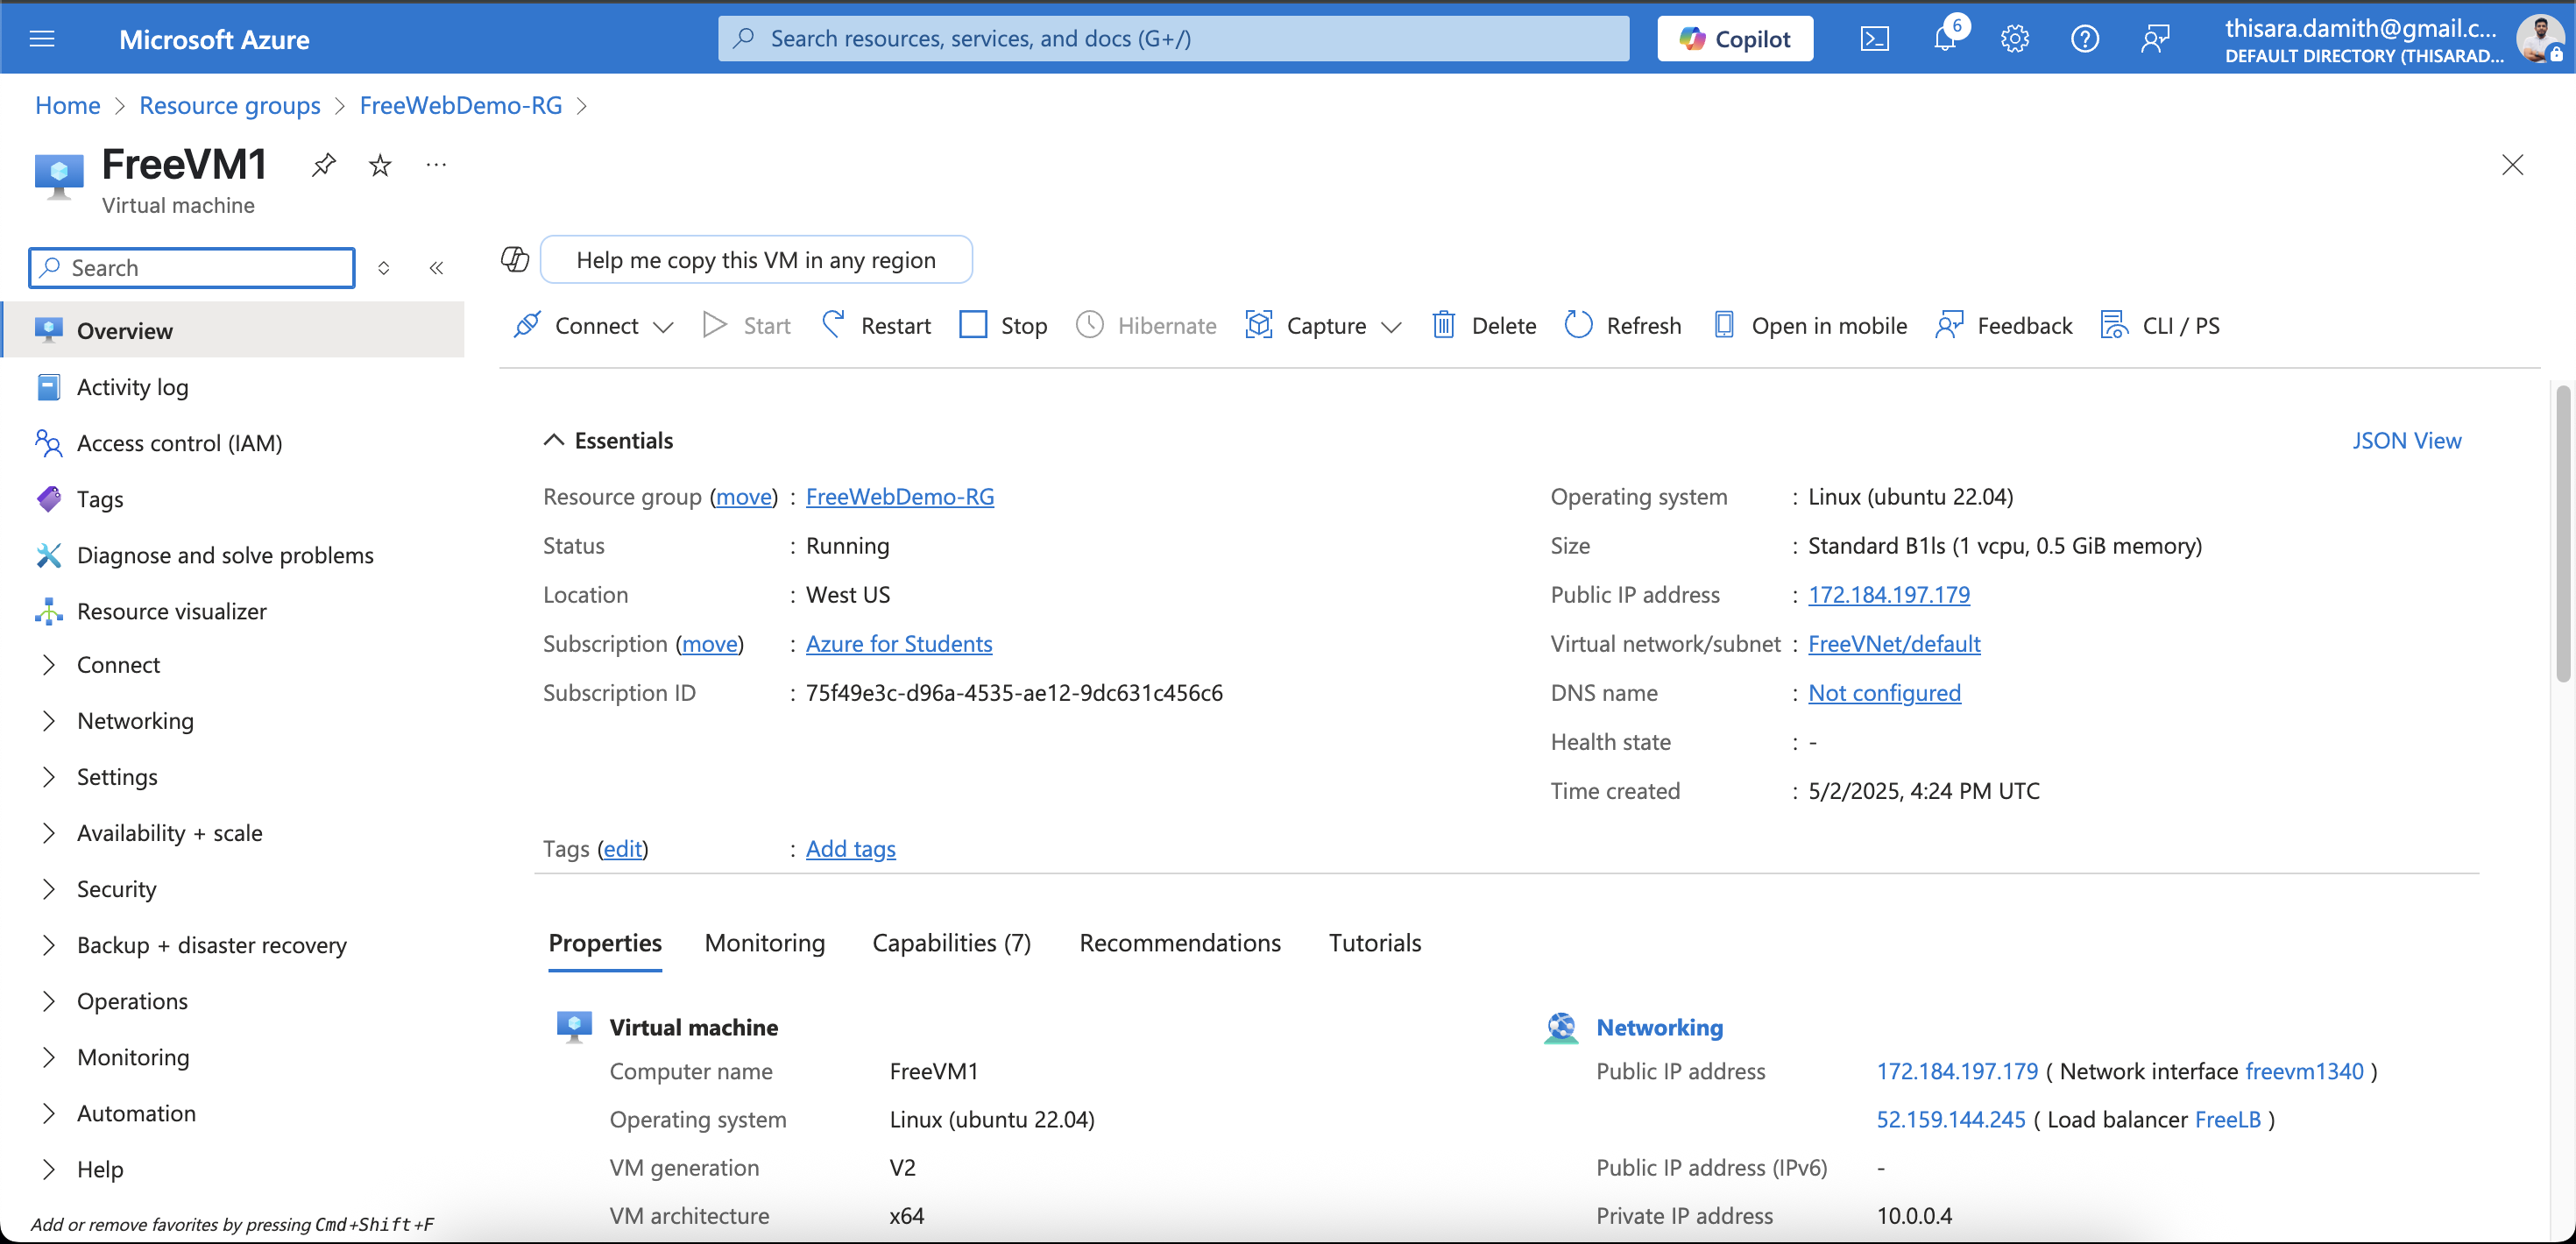 Microsoft Azure
Search resources, services, and docs (G+/)
Copilot
6
thisara.damith@gmail.c...
DEFAULT DIRECTORY (THISARAD...
Home > Resource groups > FreeWebDemo-RG >
FreeVM1
Virtual machine
Search
Help me copy this VM in any region
Connect
Start
Restart
Stop
Hibernate
Capture
Delete
Refresh
Open in mobile
Feedback
CLI / PS
Overview
Activity log
Access control (IAM)
Tags
Diagnose and solve problems
Resource visualizer
Connect
Networking
Settings
Availability + scale
Security
Backup + disaster recovery
Operations
Monitoring
Automation
Help
Add or remove favorites by pressing Cmd+Shift+F
Essentials
JSON View
Resource group (move) : FreeWebDemo-RG
Status : Running
Location : West US
Subscription (move) : Azure for Students
Subscription ID : 75f49e3c-d96a-4535-ae12-9dc631c456c6
Operating system : Linux (ubuntu 22.04)
Size : Standard B1ls (1 vcpu, 0.5 GiB memory)
Public IP address : 172.184.197.179
Virtual network/subnet : FreeVNet/default
DNS name : Not configured
Health state : -
Time created : 5/2/2025, 4:24 PM UTC
Tags (edit) : Add tags
Properties
Monitoring
Capabilities (7)
Recommendations
Tutorials
Virtual machine
Computer name FreeVM1
Operating system Linux (ubuntu 22.04)
VM generation V2
VM architecture x64
Networking
Public IP address 172.184.197.179 ( Network interface freevm1340 )
52.159.144.245 ( Load balancer FreeLB )
Public IP address (IPv6) -
Private IP address 10.0.0.4